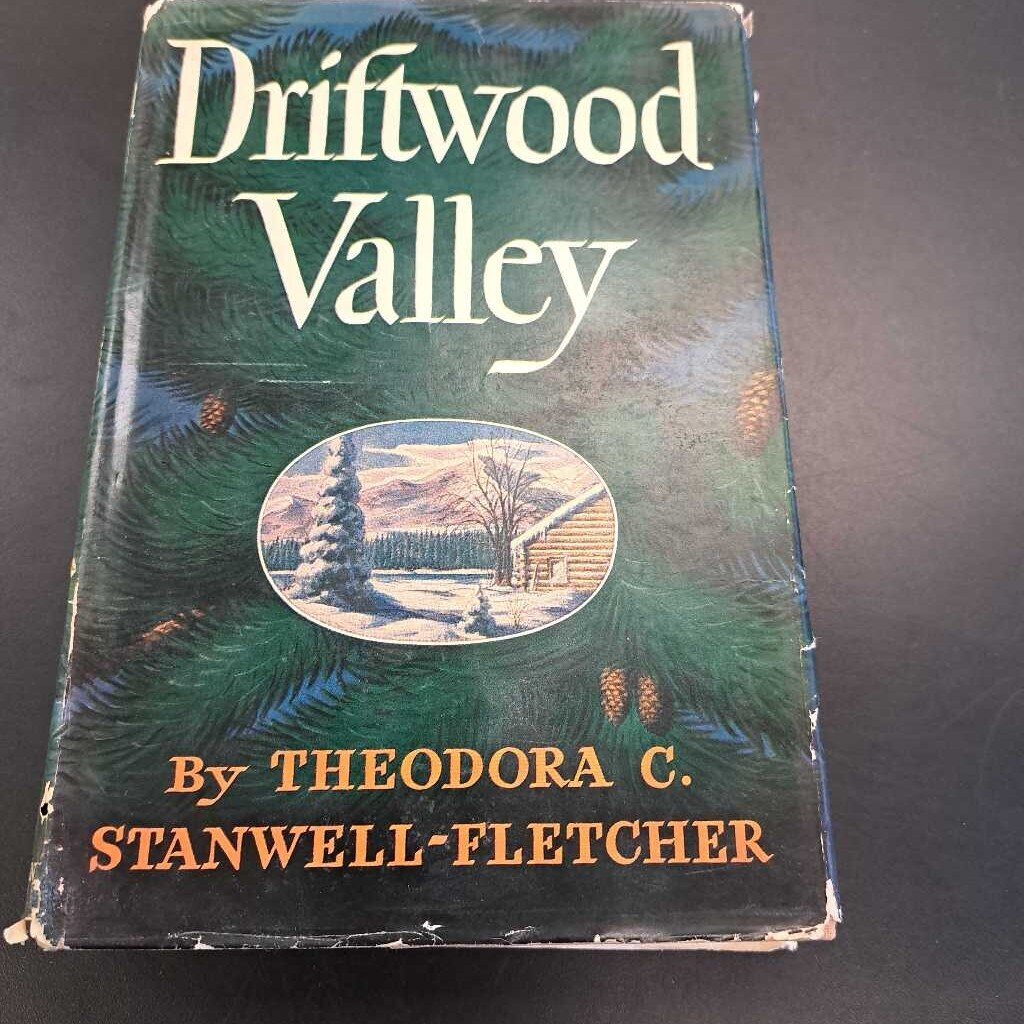 Driftwood
Valley
By THEODORA C.
STANWELL-FLETCHER